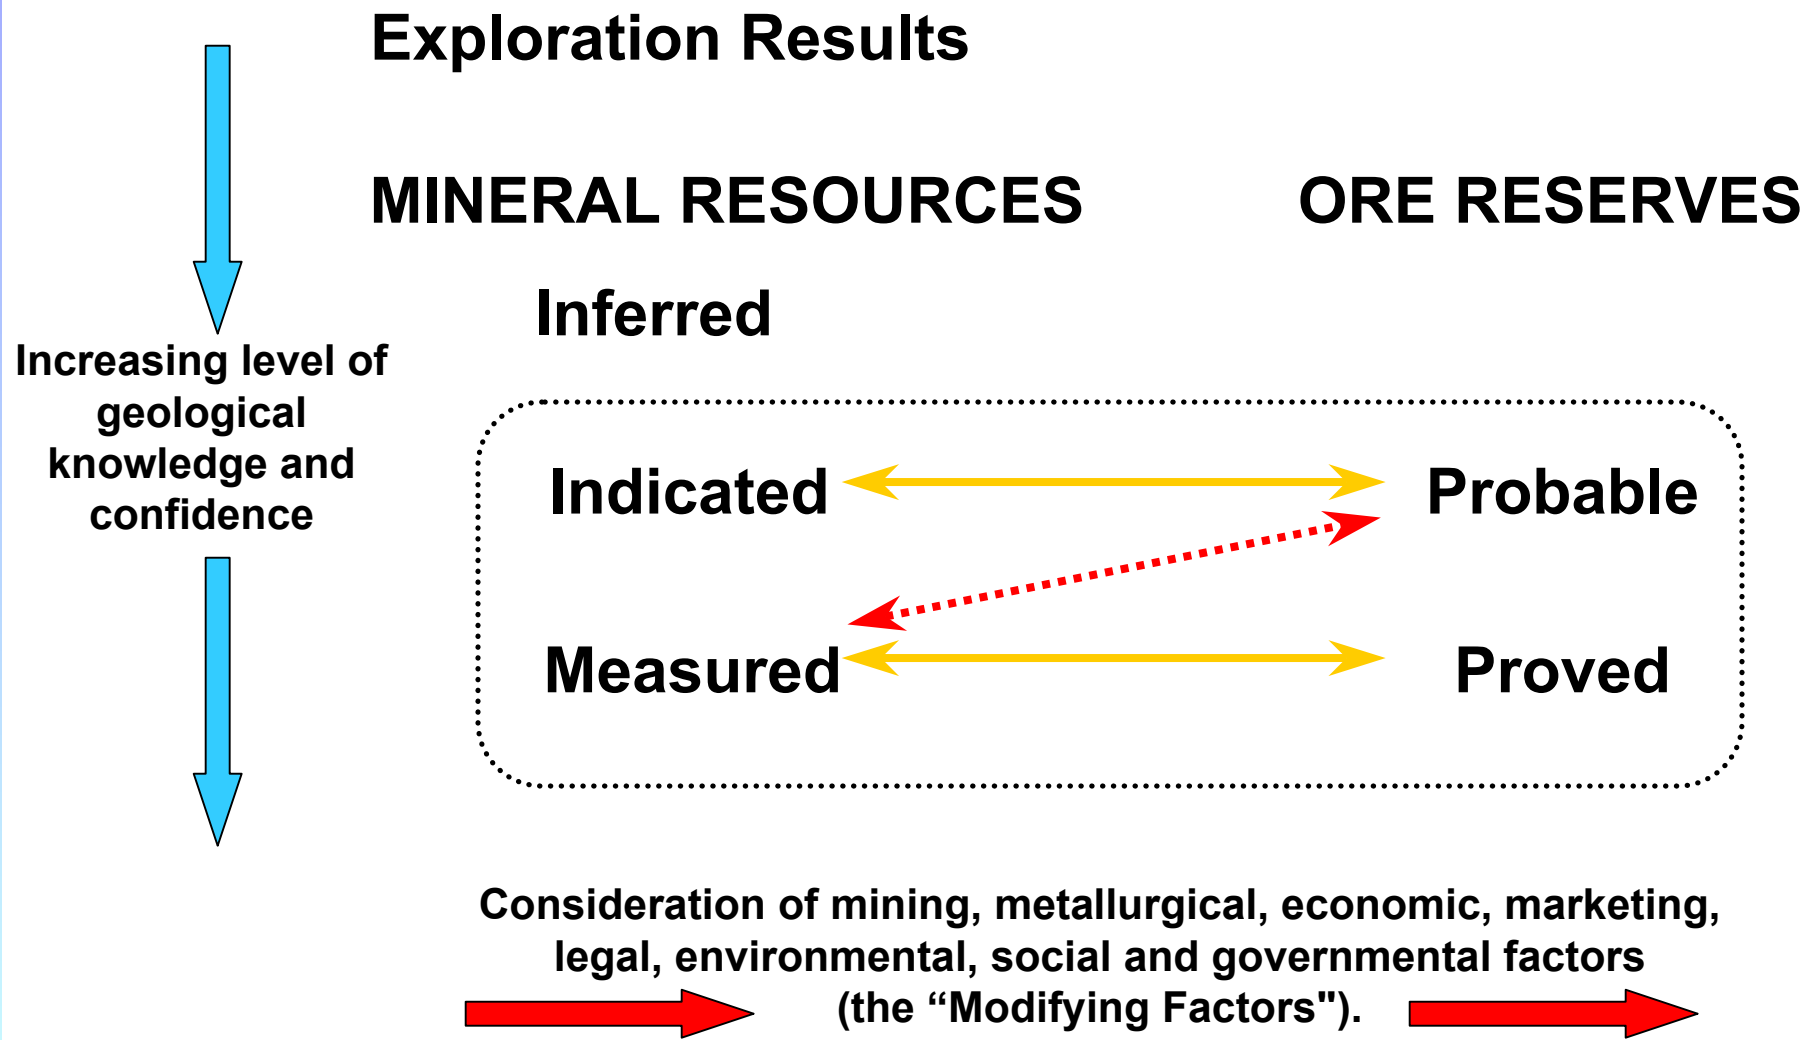 Exploration Results
MINERAL RESOURCES
ORE RESERVES
Inferred
Increasing level of
geological
knowledge and
confidence
Indicated
Probable
Measured
Proved
Consideration of mining, metallurgical, economic, marketing,
legal, environmental, social and governmental factors
(the “Modifying Factors").